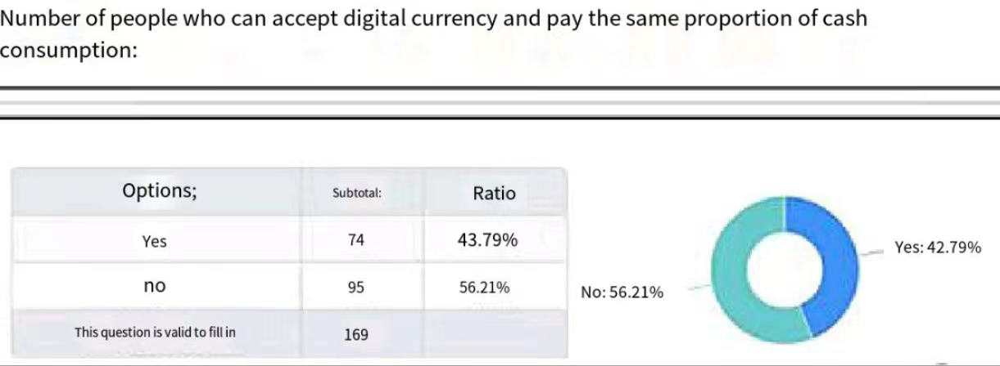 Number of people who can accept digital currency and pay the same proportion of cash
consumption:
Options; Subtotal: Ratio
Yes 74 43.79%
no 95 56.21%
This question is valid to fill in 169
Yes: 42.79%
No: 56.21%